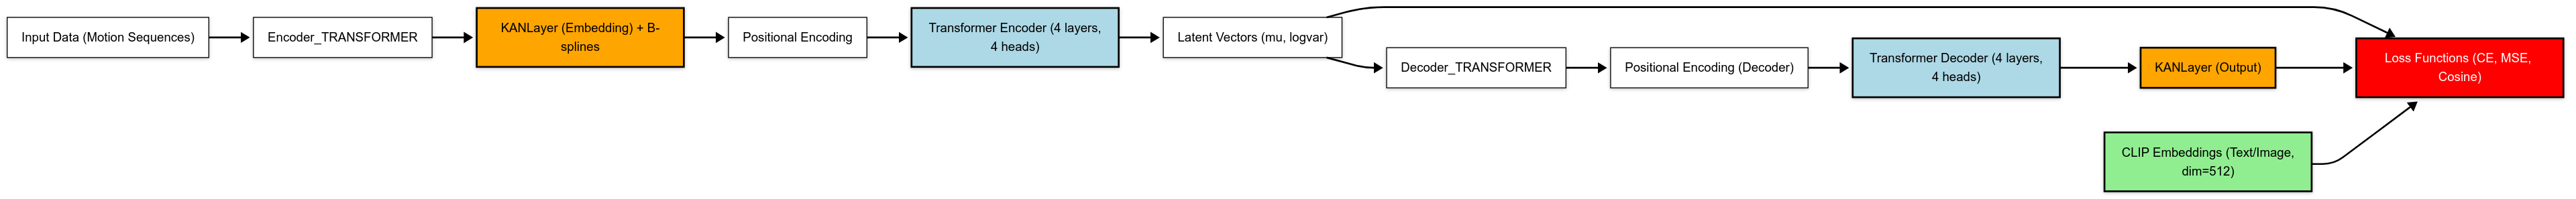 Input Data (Motion Sequences)
Encoder_TRANSFORMER
KANLayer (Embedding) + B-
splines
Positional Encoding
Transformer Encoder (4 layers,
4 heads)
Latent Vectors (mu, logvar)
Decoder_TRANSFORMER
Positional Encoding (Decoder)
Transformer Decoder (4 layers,
4 heads)
KANLayer (Output)
Loss Functions (CE, MSE,
Cosine)
CLIP Embeddings (Text/Image,
dim=512)